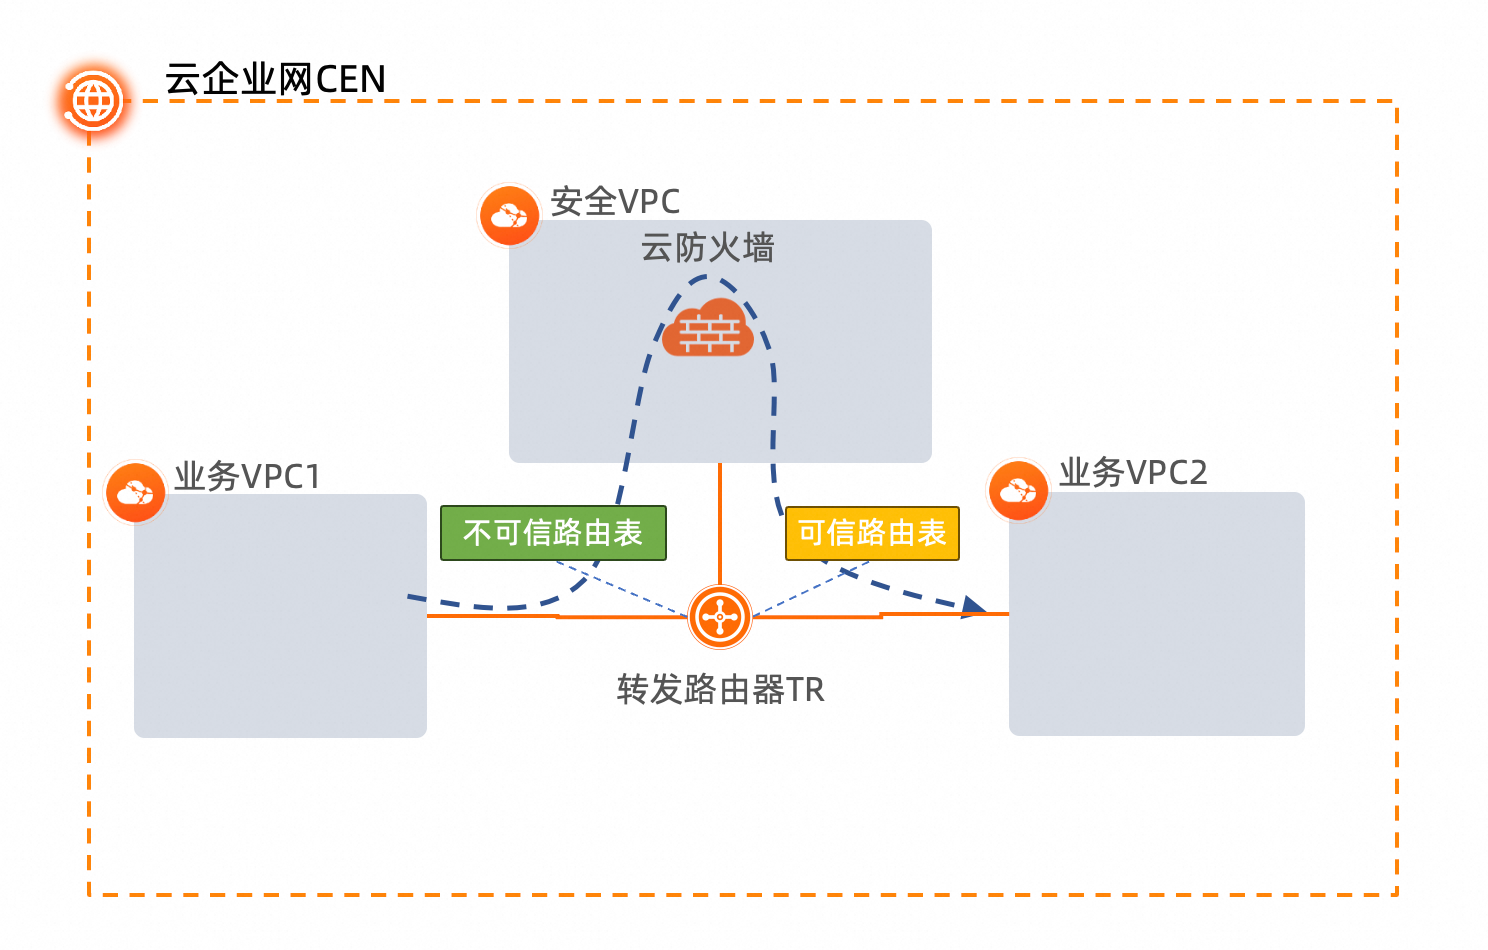 云企业网CEN
安全VPC
云防火墙
业务VPC1
业务VPC2
不可信路由表
可信路由表
转发路由器TR